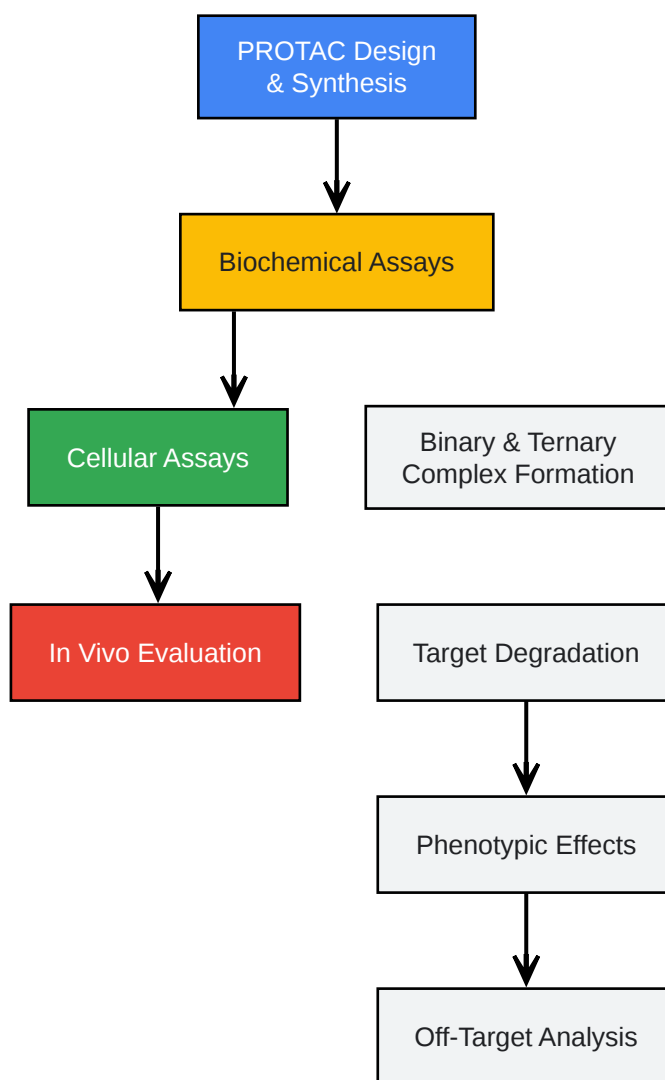 PROTAC Design
& Synthesis
Biochemical Assays
Cellular Assays
Binary & Ternary
Complex Formation
In Vivo Evaluation
Target Degradation
Phenotypic Effects
Off-Target Analysis